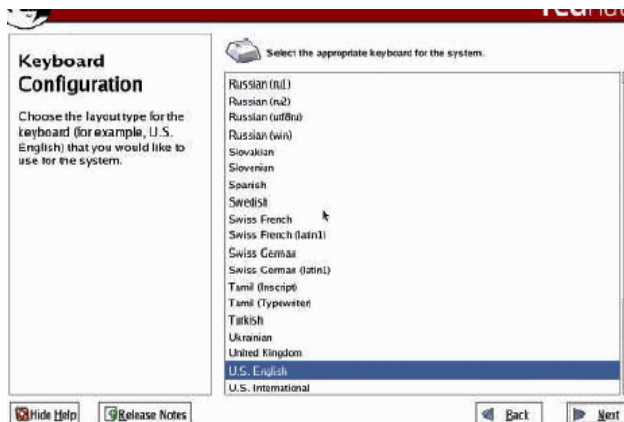 redhat
Keyboard
Configuration
Choose the layout type for the
keyboard (for example, U.S.
English) that you would like to
use for the system.
Select the appropriate keyboard for the system.
Russian (ru1)
Russian (ru2)
Russian (utf8ru)
Russian (win)
Slovakian
Slovenian
Spanish
Swedish
Swiss French
Swiss French (latin1)
Swiss German
Swiss German (latin1)
Tamil (Inscript)
Tamil (Typewriter)
Turkish
Ukrainian
United Kingdom
U.S. English
U.S. International
Hide Help
Release Notes
Back
Next